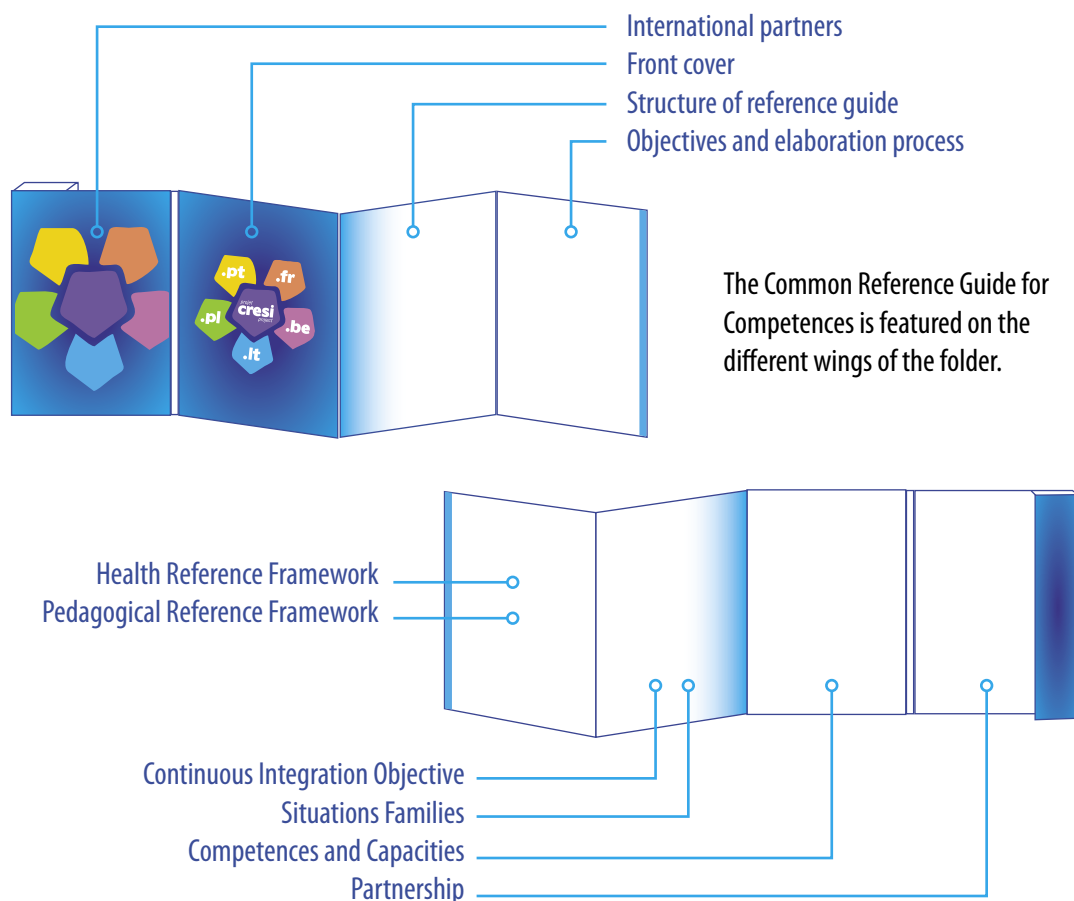 International partners
Front cover
Structure of reference guide
Objectives and elaboration process
.pt
.fr
projet
cresi
project
.pl
.be
.lt
The Common Reference Guide for
Competences is featured on the
different wings of the folder.
Health Reference Framework
Pedagogical Reference Framework
Continuous Integration Objective
Situations Families
Competences and Capacities
Partnership